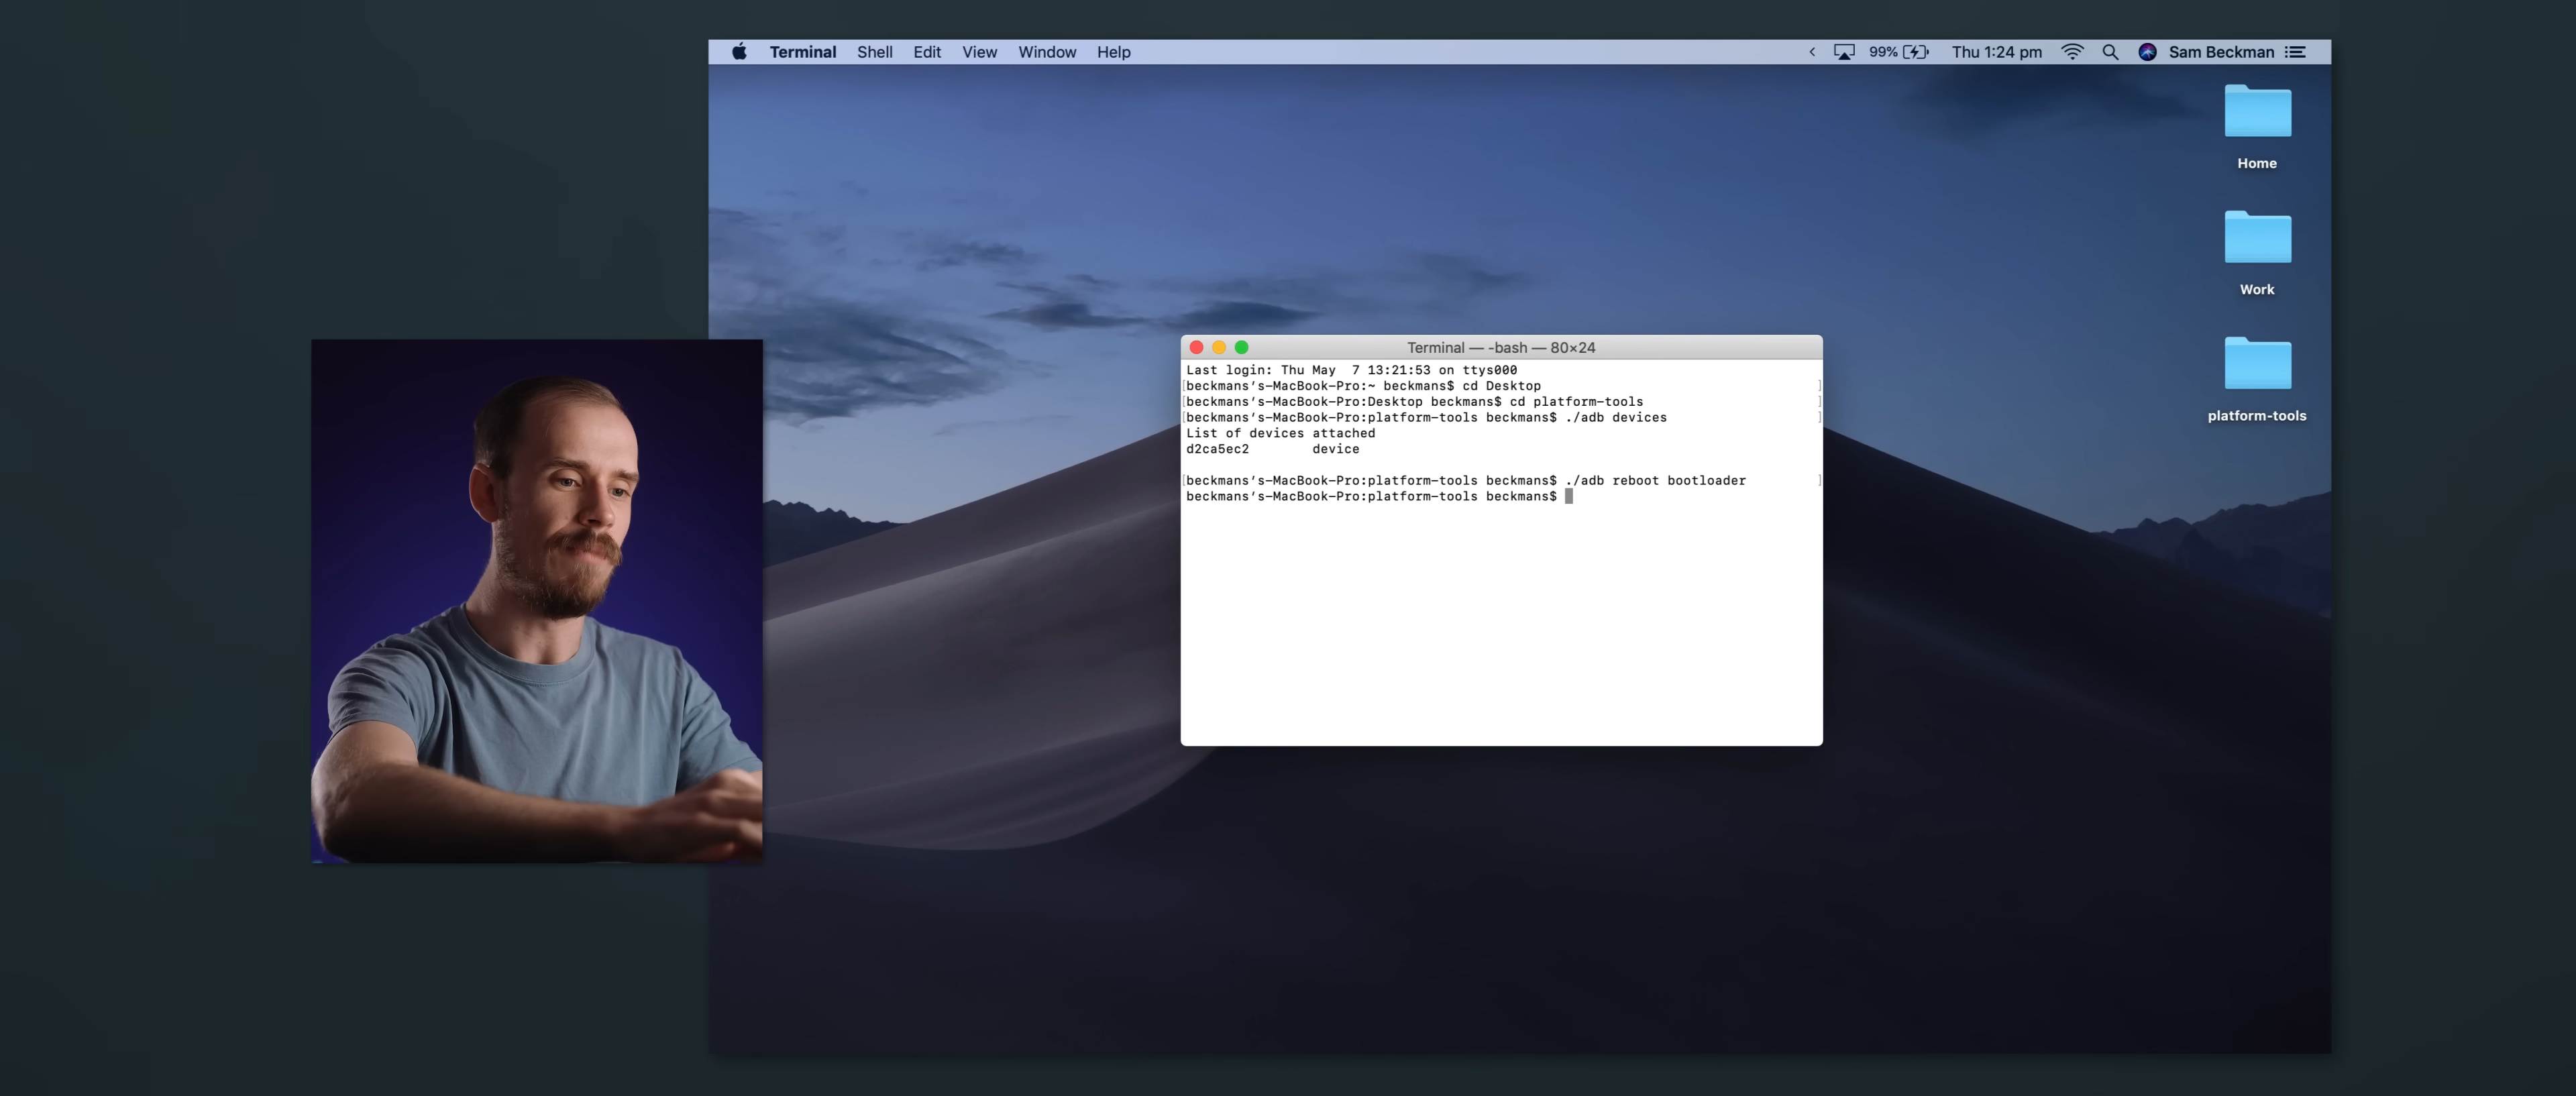 Terminal Shell Edit View Window Help 99% Thu 1:24 pm Sam Beckman
Home
Work
platform-tools
Terminal — -bash — 80×24
Last login: Thu May  7 13:21:53 on ttys000
[beckmans's-MacBook-Pro:~ beckmans$ cd Desktop ]
[beckmans's-MacBook-Pro:Desktop beckmans$ cd platform-tools ]
[beckmans's-MacBook-Pro:platform-tools beckmans$ ./adb devices ]
List of devices attached
d2ca5ec2        device
[beckmans's-MacBook-Pro:platform-tools beckmans$ ./adb reboot bootloader ]
beckmans's-MacBook-Pro:platform-tools beckmans$